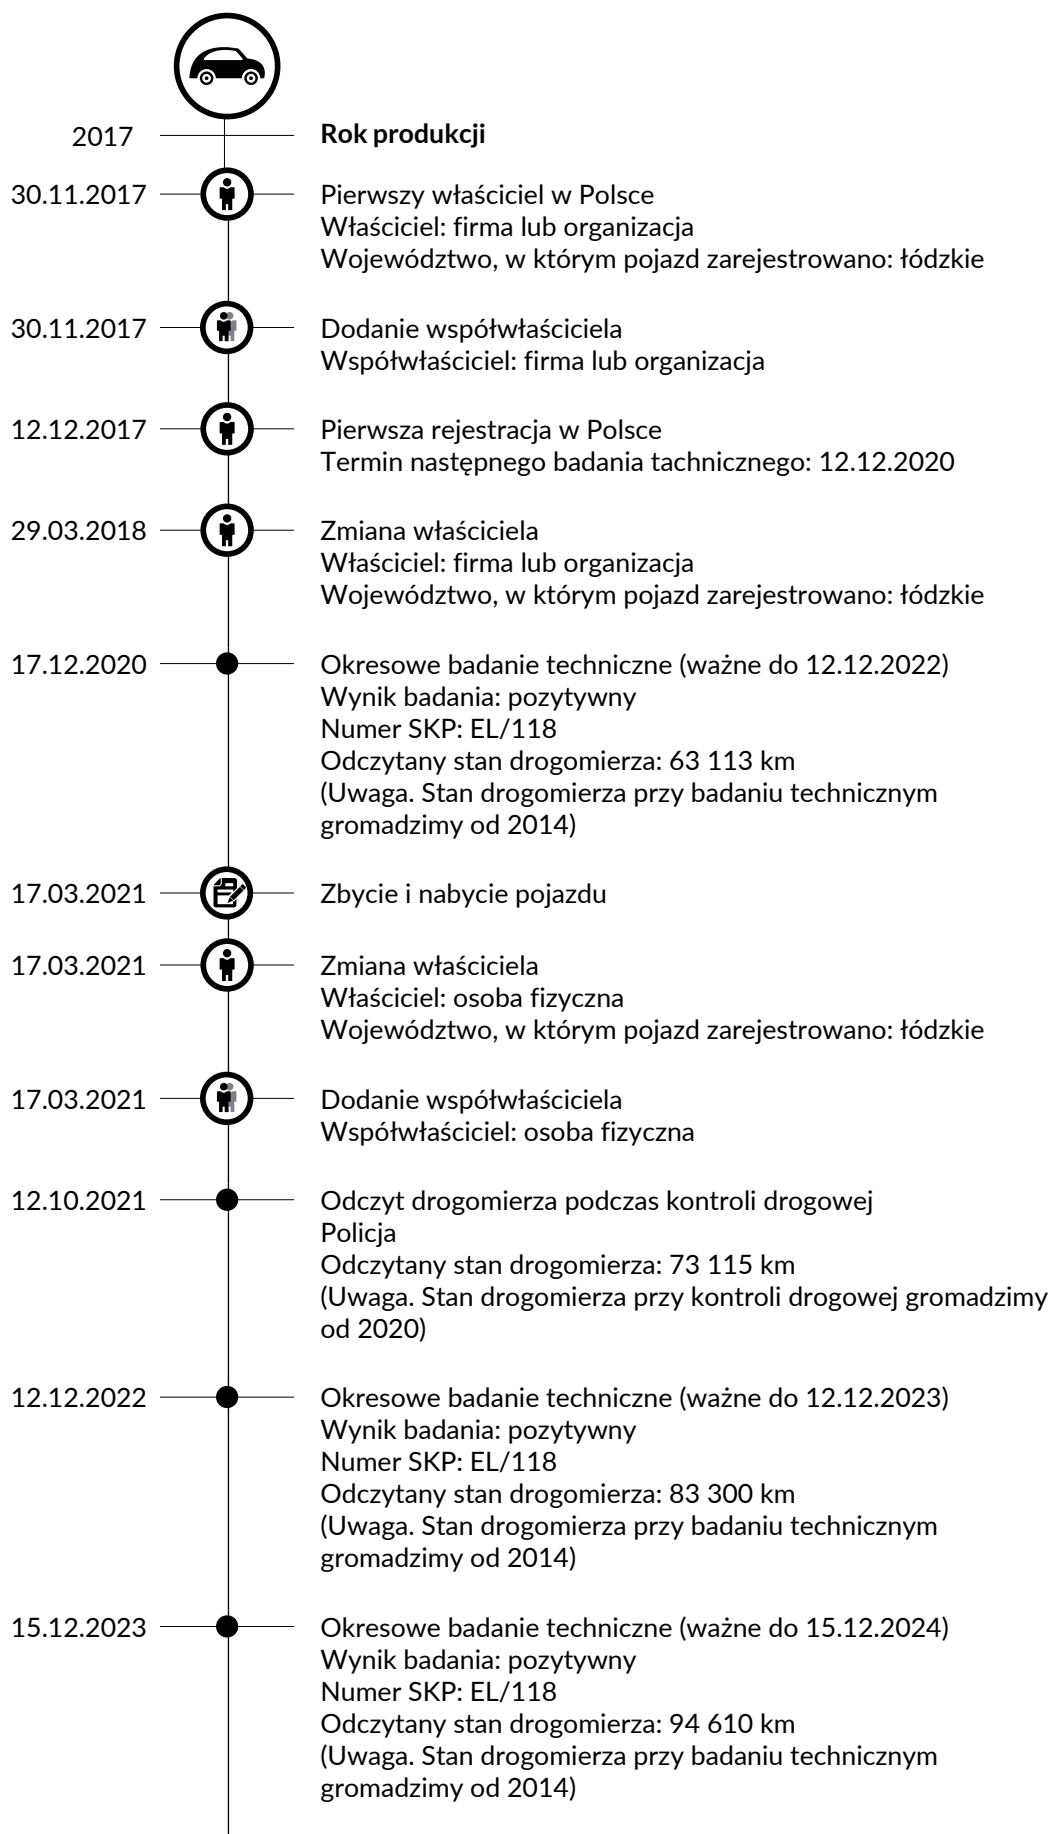 2017
Rok produkcji
30.11.2017
Pierwszy właściciel w Polsce
Właściciel: firma lub organizacja
Województwo, w którym pojazd zarejestrowano: łódzkie
30.11.2017
Dodanie współwłaściciela
Współwłaściciel: firma lub organizacja
12.12.2017
Pierwsza rejestracja w Polsce
Termin następnego badania tachnicznego: 12.12.2020
29.03.2018
Zmiana właściciela
Właściciel: firma lub organizacja
Województwo, w którym pojazd zarejestrowano: łódzkie
17.12.2020
Okresowe badanie techniczne (ważne do 12.12.2022)
Wynik badania: pozytywny
Numer SKP: EL/118
Odczytany stan drogomierza: 63 113 km
(Uwaga. Stan drogomierza przy badaniu technicznym
gromadzimy od 2014)
17.03.2021
Zbycie i nabycie pojazdu
17.03.2021
Zmiana właściciela
Właściciel: osoba fizyczna
Województwo, w którym pojazd zarejestrowano: łódzkie
17.03.2021
Dodanie współwłaściciela
Współwłaściciel: osoba fizyczna
12.10.2021
Odczyt drogomierza podczas kontroli drogowej
Policja
Odczytany stan drogomierza: 73 115 km
(Uwaga. Stan drogomierza przy kontroli drogowej gromadzimy
od 2020)
12.12.2022
Okresowe badanie techniczne (ważne do 12.12.2023)
Wynik badania: pozytywny
Numer SKP: EL/118
Odczytany stan drogomierza: 83 300 km
(Uwaga. Stan drogomierza przy badaniu technicznym
gromadzimy od 2014)
15.12.2023
Okresowe badanie techniczne (ważne do 15.12.2024)
Wynik badania: pozytywny
Numer SKP: EL/118
Odczytany stan drogomierza: 94 610 km
(Uwaga. Stan drogomierza przy badaniu technicznym
gromadzimy od 2014)